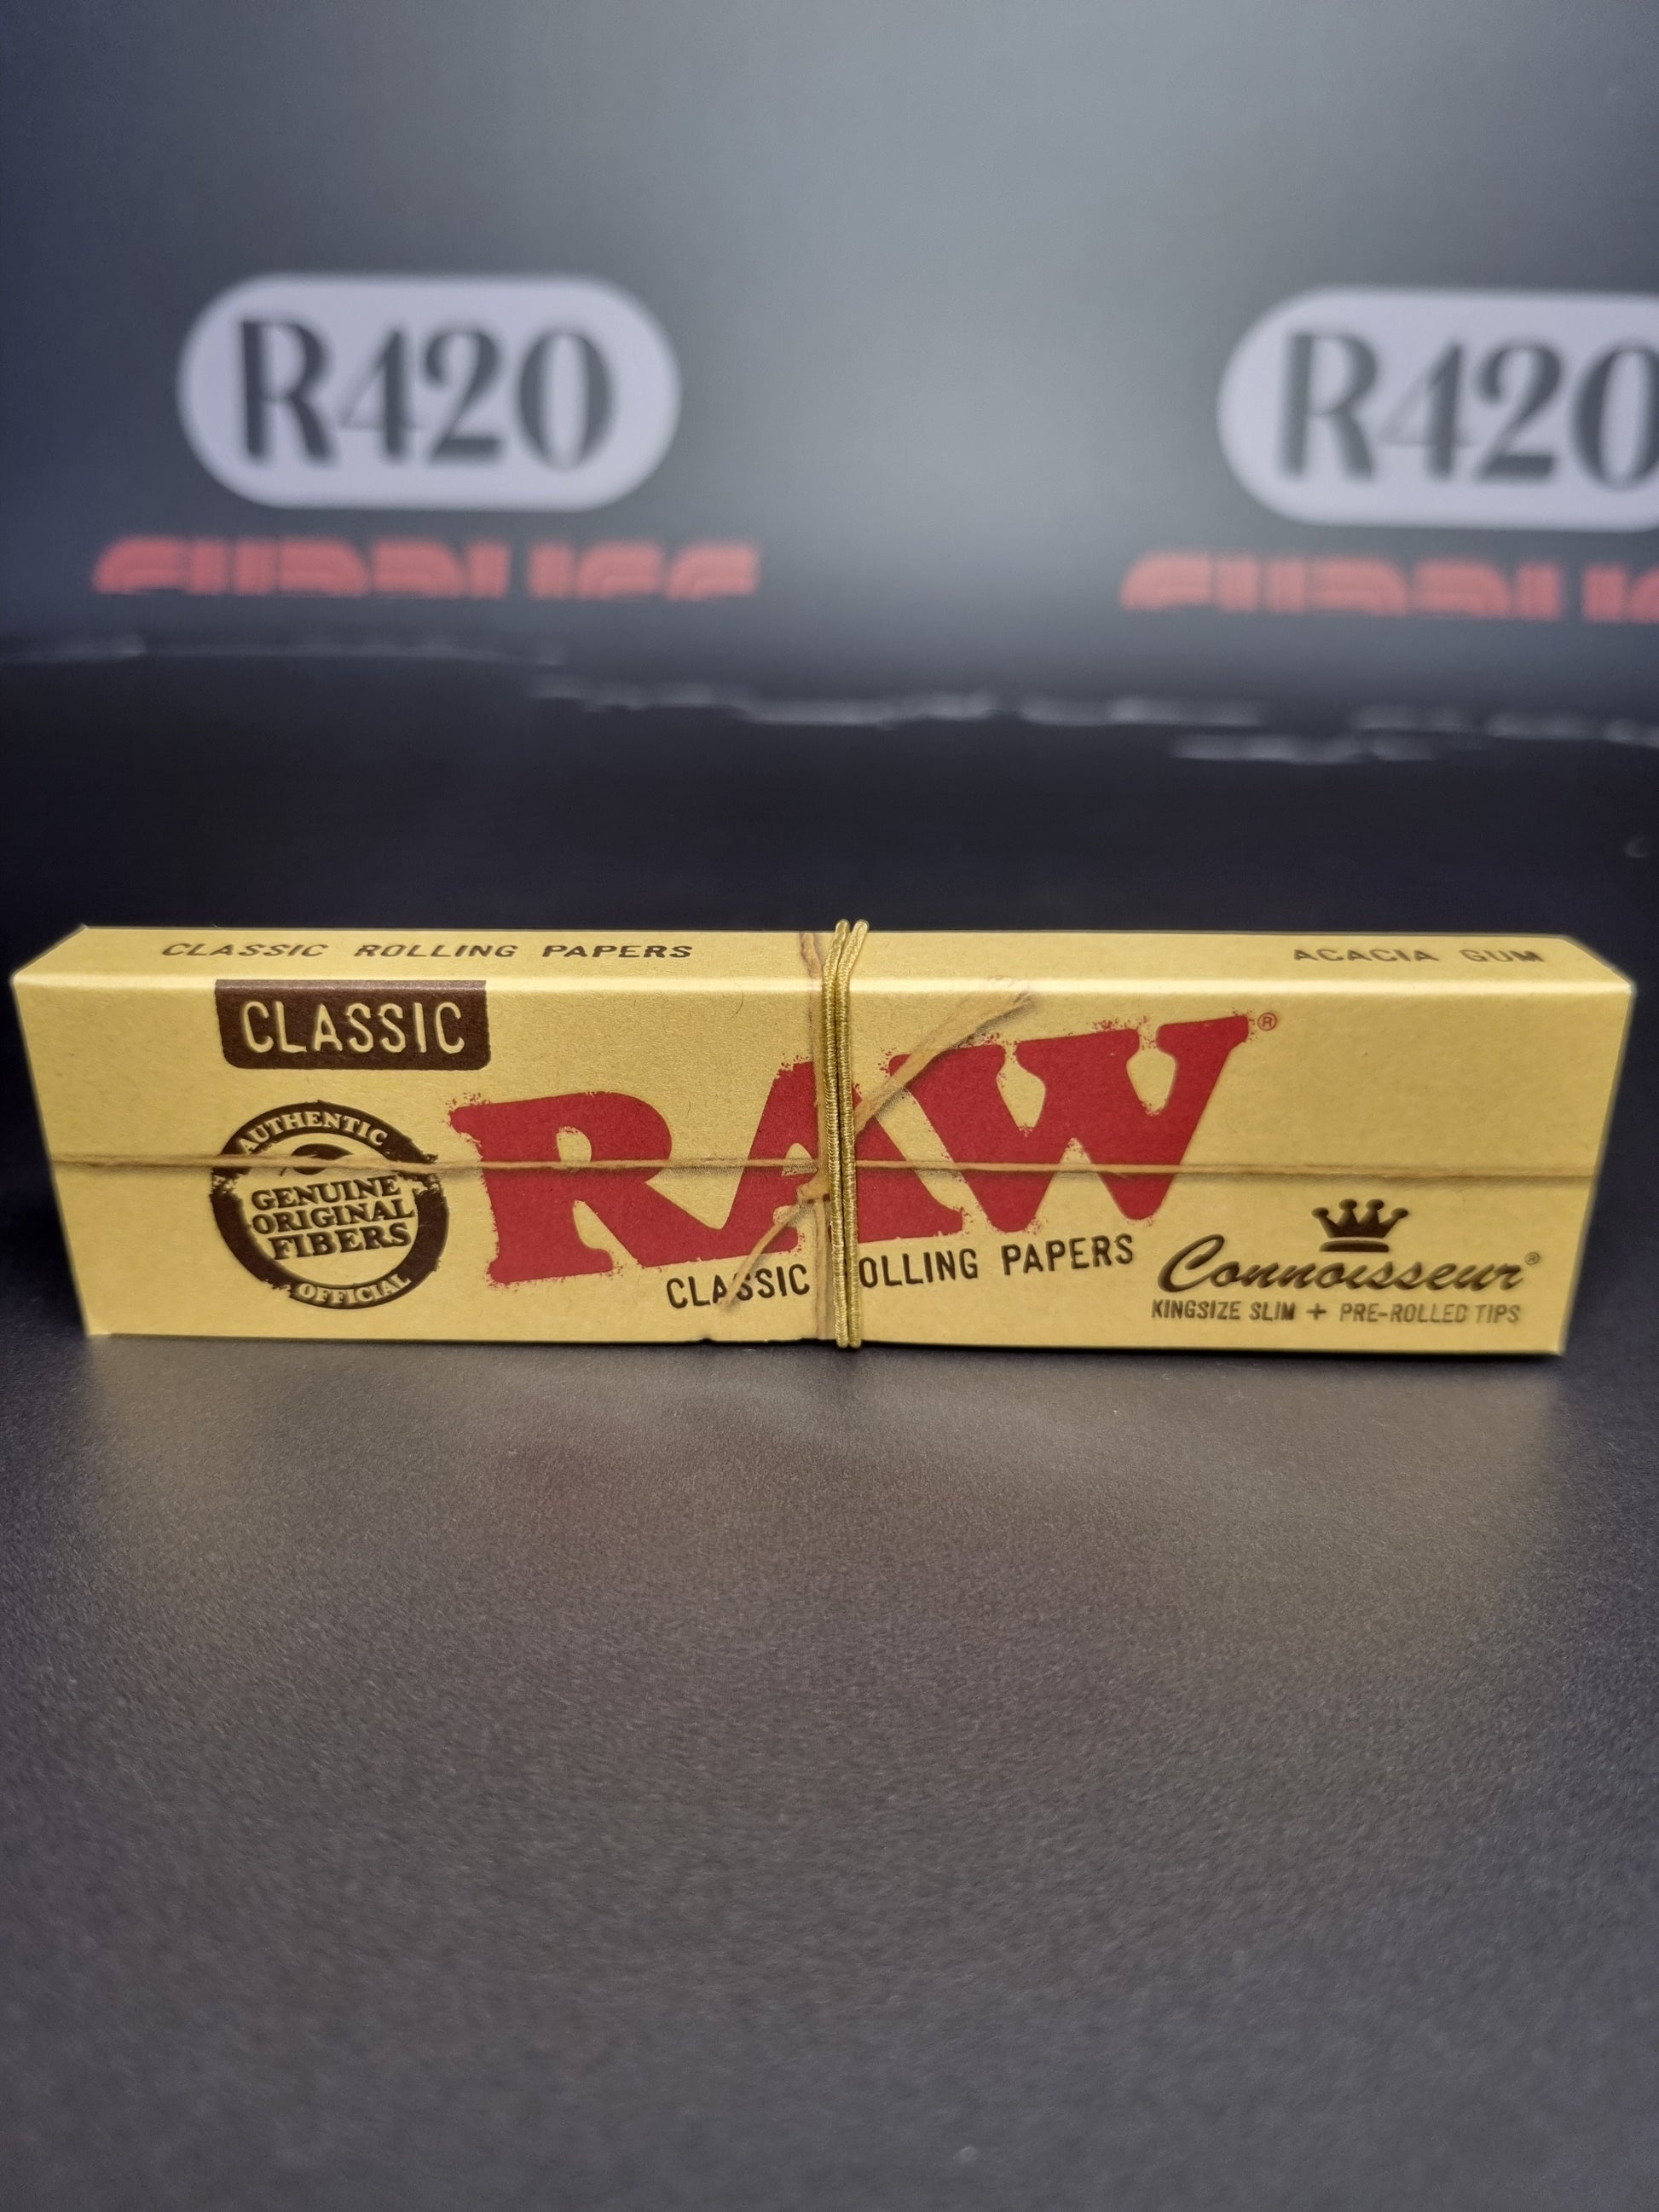 R420
R420
CLASSIC ROLLING PAPERS
ACACIA GUM
CLASSIC
AUTHENTIC
GENUINE
ORIGINAL
FIBERS
OFFICIAL
RAW®
CLASSIC ROLLING PAPERS
Connoisseur®
KINGSIZE SLIM + PRE-ROLLED TIPS